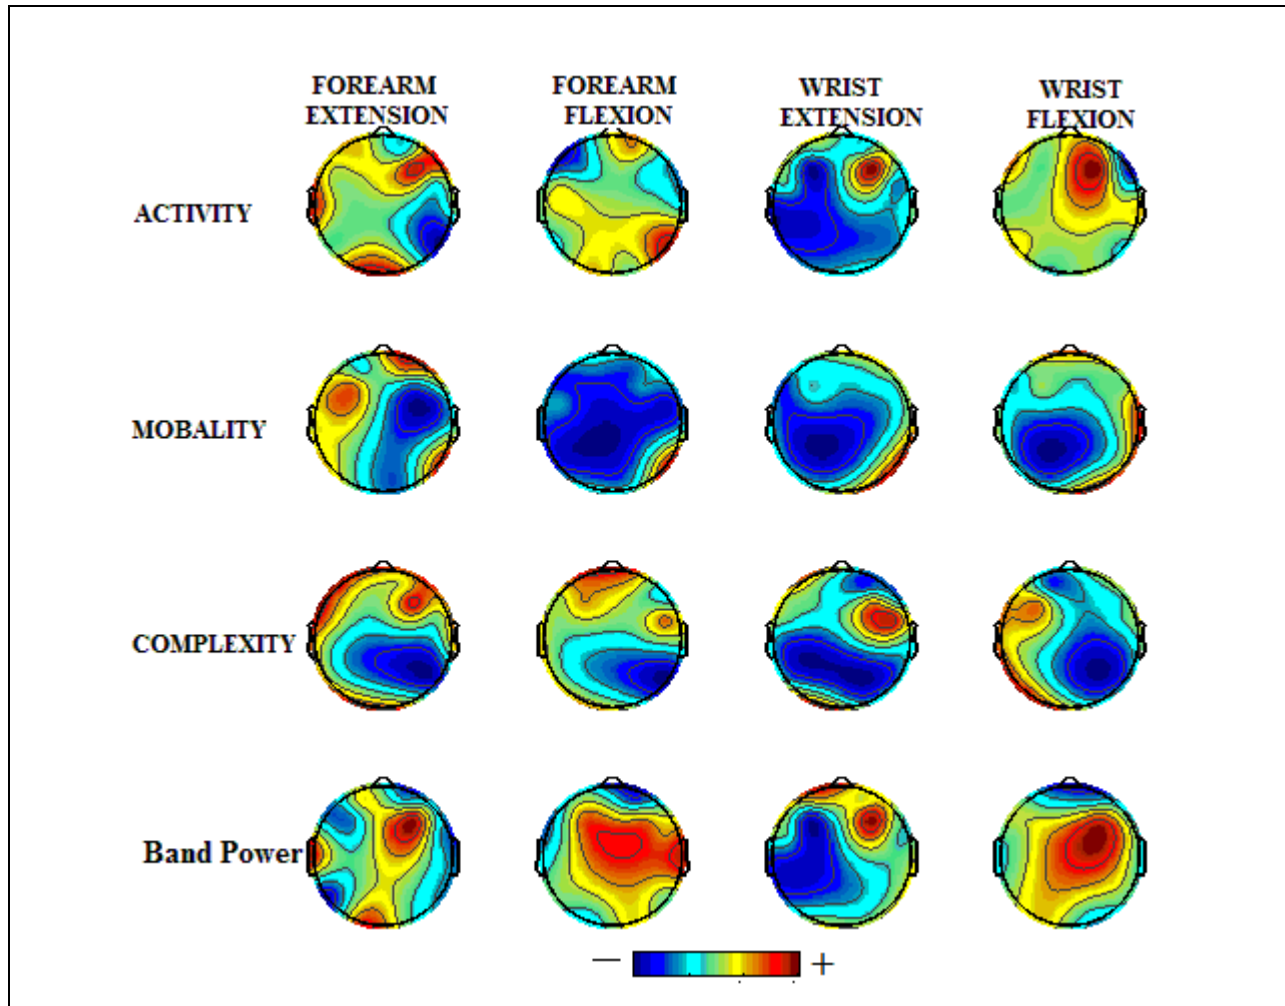 FOREARM
EXTENSION
FOREARM
FLEXION
WRIST
EXTENSION
WRIST
FLEXION
ACTIVITY
MOBALITY
COMPLEXITY
Band Power
— +